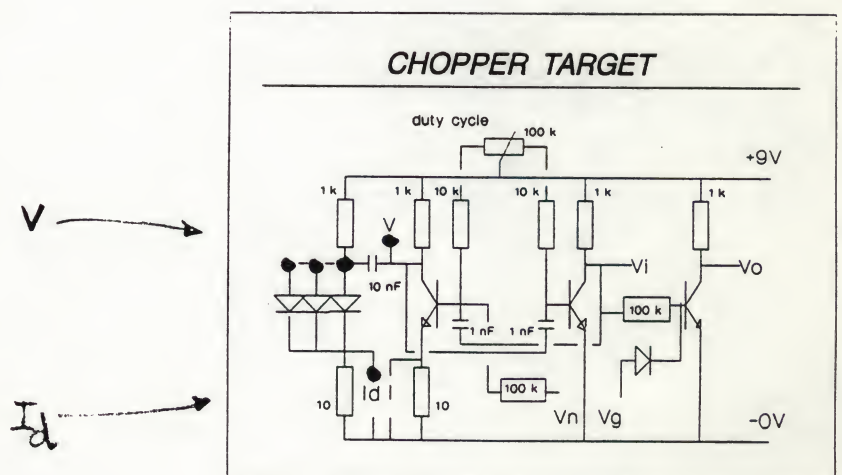 CHOPPER TARGET
duty cycle
100 k
+9V
1 k
1 k
10 k
10 k
1 k
1 k
V
V
10 nF
Vi
Vo
1 nF
1 nF
100 k
Id
Id
10
10
100 k
Vn
Vg
-0V